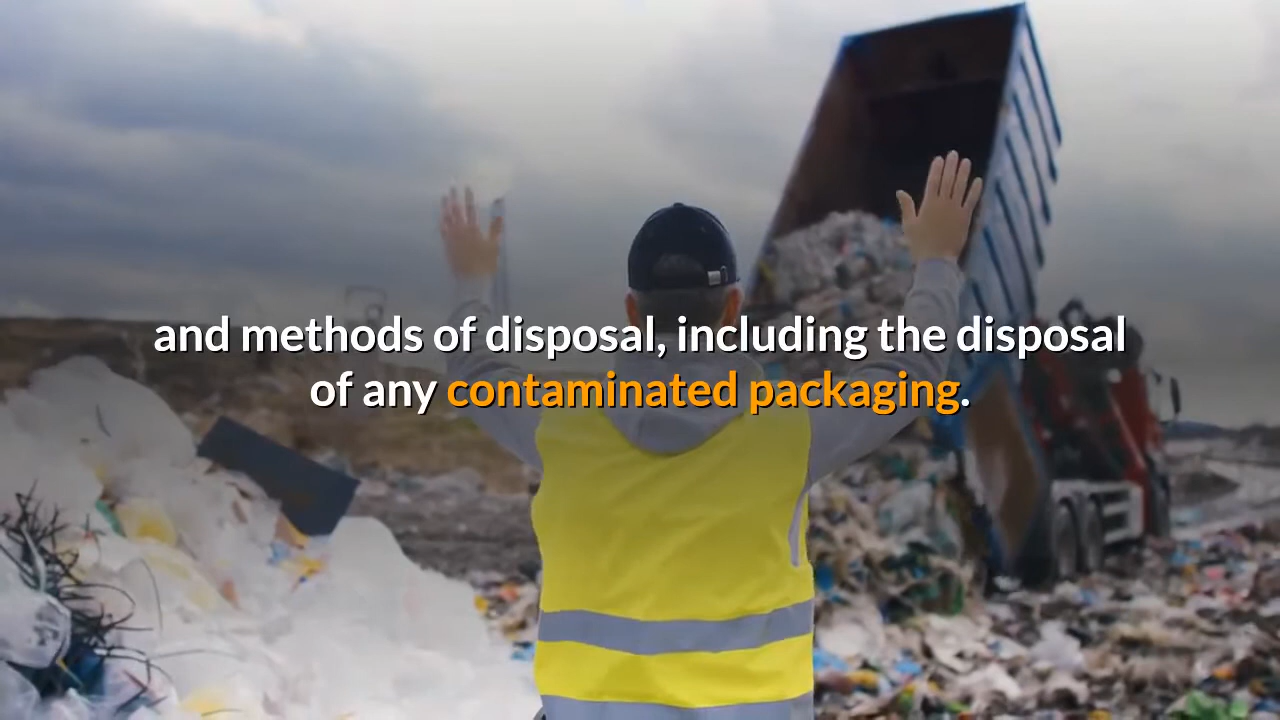 and methods of disposal, including the disposal
of any contaminated packaging.